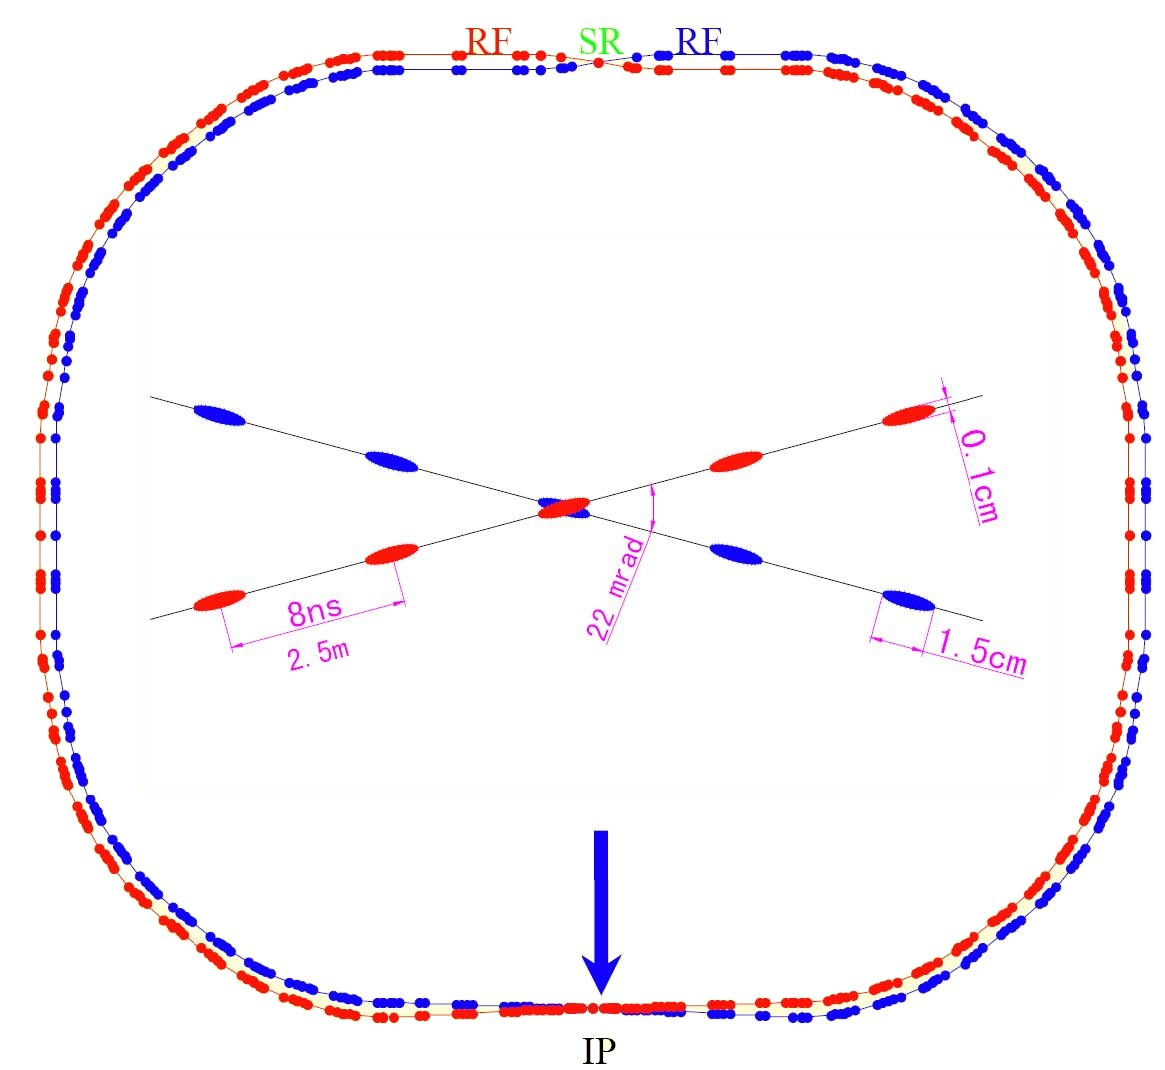 RF SR RF
0.1cm
22 mrad
8ns
2.5m
1.5cm
IP